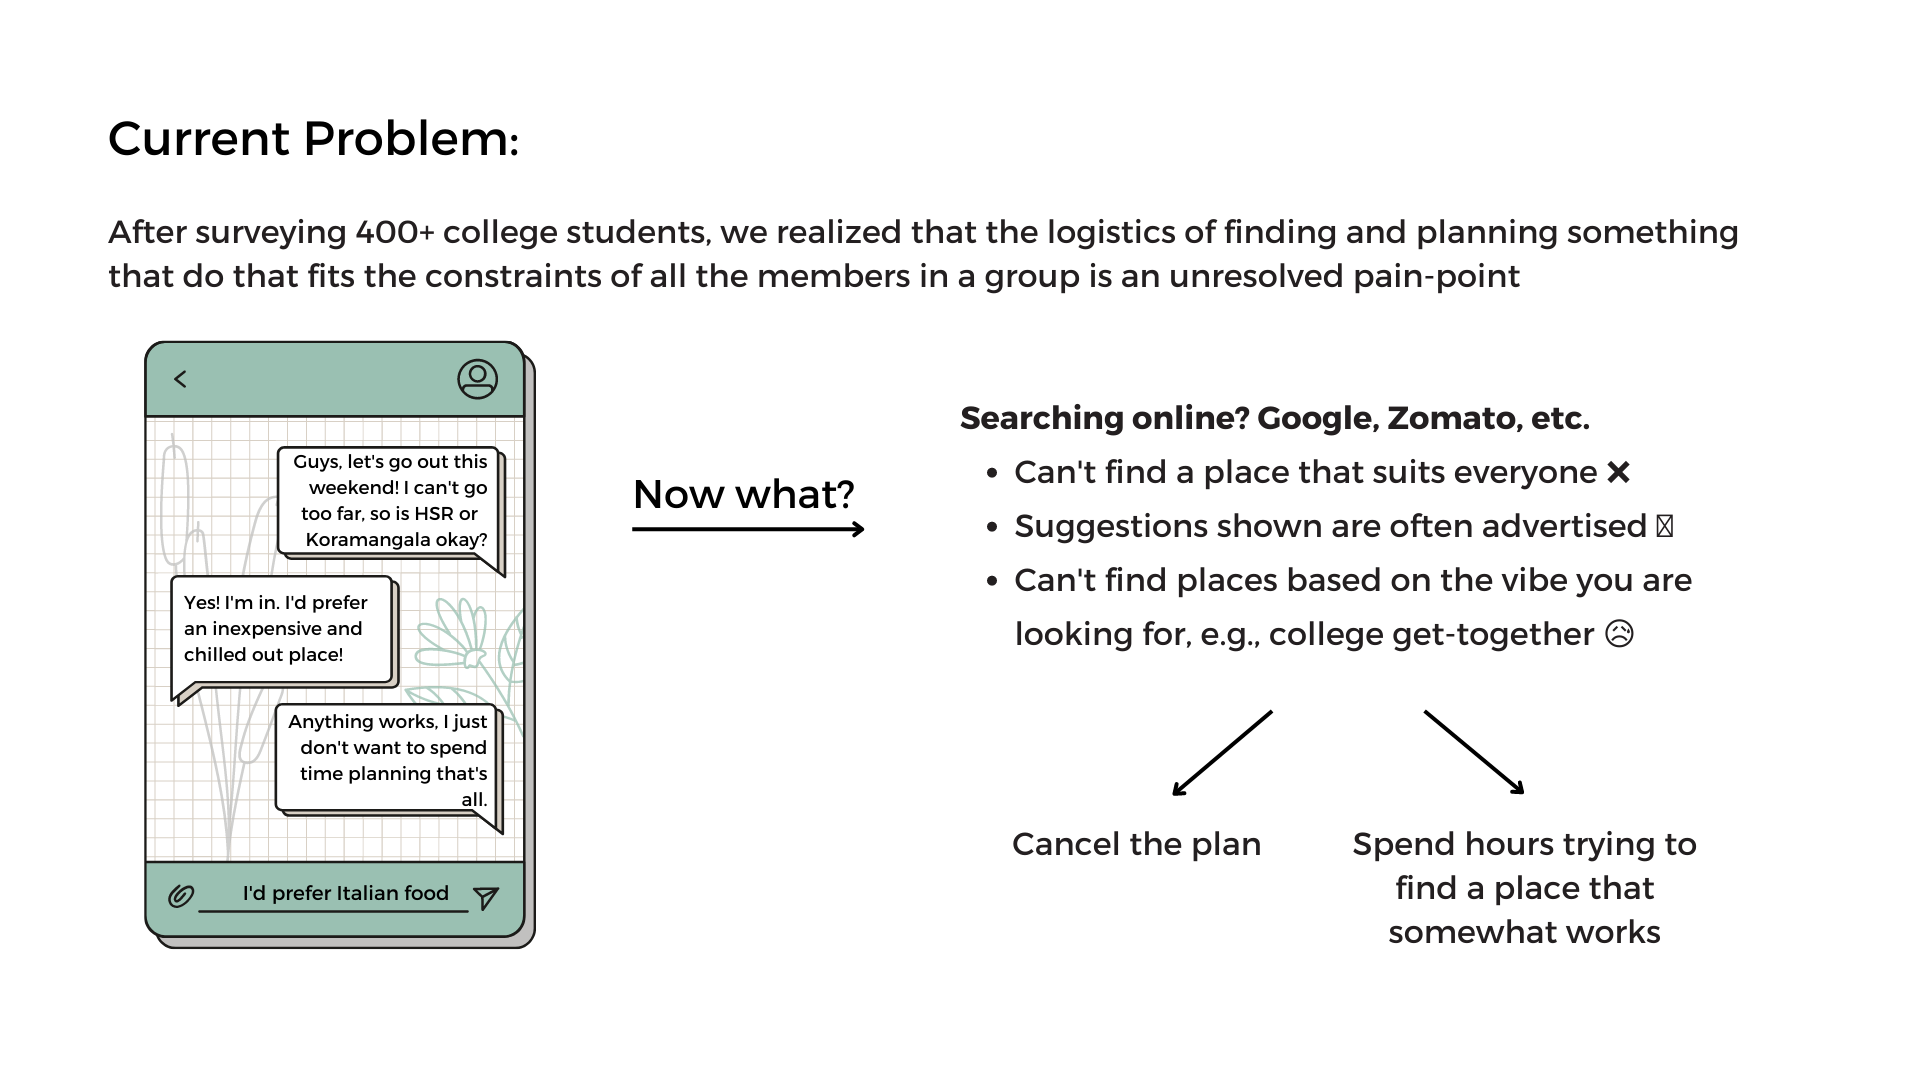 Current Problem:
After surveying 400+ college students, we realized that the logistics of finding and planning something
that do that fits the constraints of all the members in a group is an unresolved pain-point
Guys, let's go out this
weekend! I can't go
too far, so is HSR or
Koramangala okay?
Yes! I'm in. I'd prefer
an inexpensive and
chilled out place!
Anything works, I just
don't want to spend
time planning that's
all.
I'd prefer Italian food
Now what?
Searching online? Google, Zomato, etc.
• Can't find a place that suits everyone ❌
• Suggestions shown are often advertised
• Can't find places based on the vibe you are
looking for, e.g., college get-together 😥
Cancel the plan
Spend hours trying to
find a place that
somewhat works